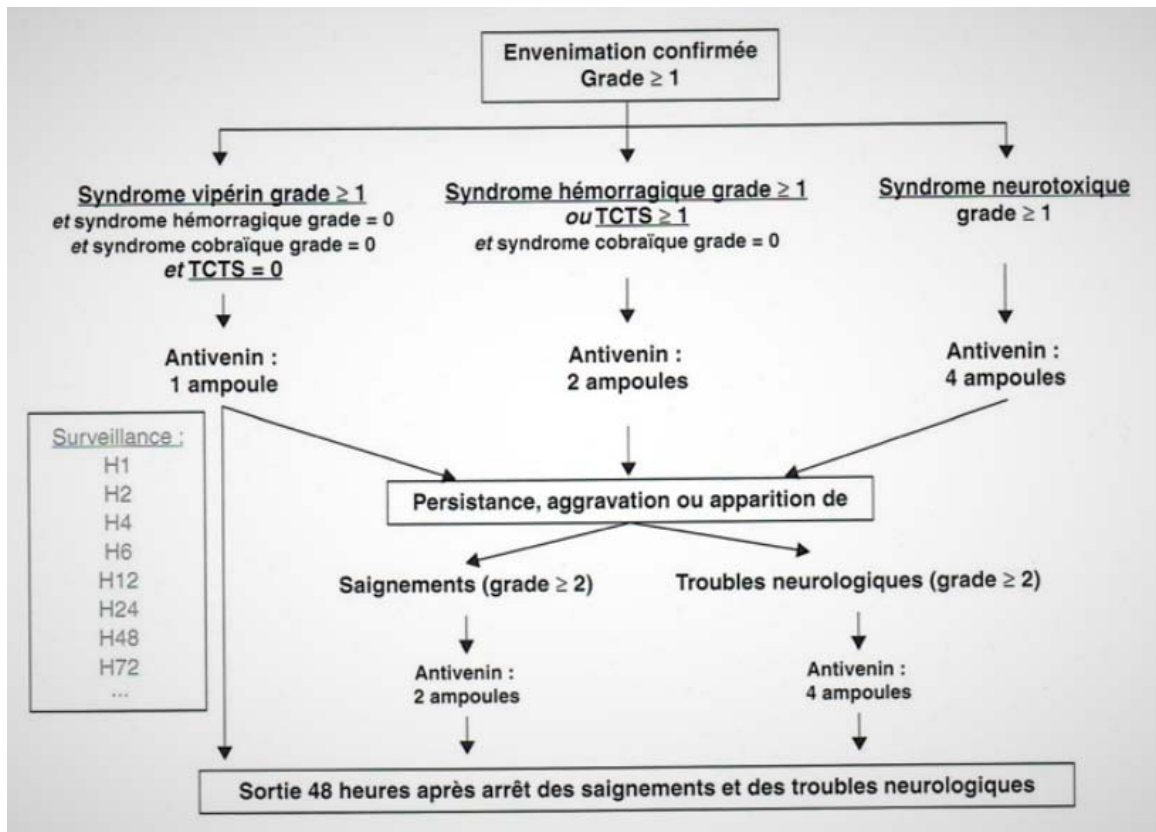 Envenimation confirmée
Grade ≥ 1
Syndrome vipérin grade ≥ 1
et syndrome hémorragique grade = 0
et syndrome cobraïque grade = 0
et TCTS = 0
Syndrome hémorragique grade ≥ 1
ou TCTS ≥ 1
et syndrome cobraïque grade = 0
Syndrome neurotoxique
grade ≥ 1
Antivenin :
1 ampoule
Antivenin :
2 ampoules
Antivenin :
4 ampoules
Surveillance :
H1
H2
H4
H6
H12
H24
H48
H72
...
Persistance, aggravation ou apparition de
Saignements (grade ≥ 2)
Troubles neurologiques (grade ≥ 2)
Antivenin :
2 ampoules
Antivenin :
4 ampoules
Sortie 48 heures après arrêt des saignements et des troubles neurologiques